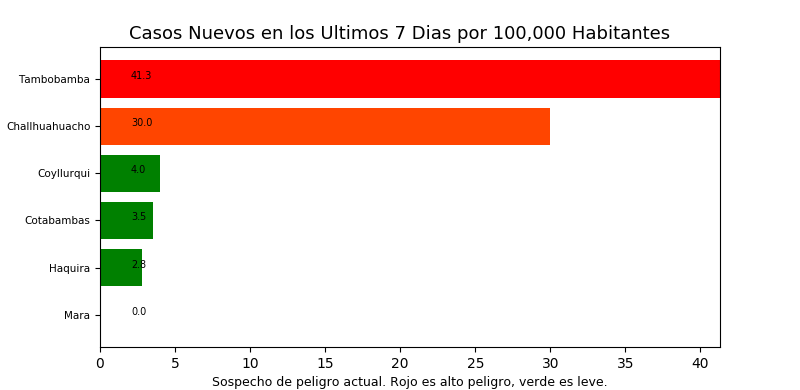 Casos Nuevos en los Ultimos 7 Dias por 100,000 Habitantes
Tambobamba 41.3
Challhuahuacho 30.0
Coyllurqui 4.0
Cotabambas 3.5
Haquira 2.8
Mara 0.0
0 5 10 15 20 25 30 35 40
Sospecho de peligro actual. Rojo es alto peligro, verde es leve.